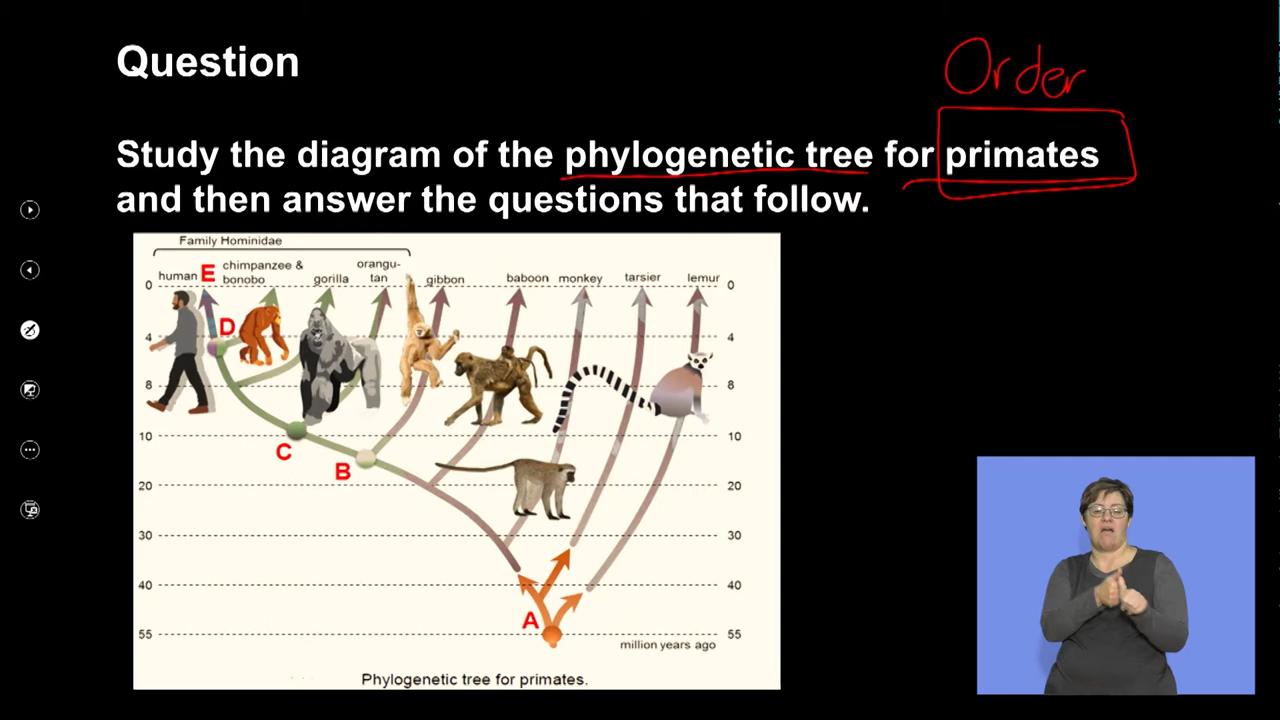 Question
Order
Study the diagram of the phylogenetic tree for primates
and then answer the questions that follow.
Family Hominidae
human E chimpanzee & bonobo gorilla orangu-tan gibbon baboon monkey tarsier lemur
0 0
D
4 4
8 8
10 10
C
B
20 20
30 30
40 40
A
55 55
million years ago
Phylogenetic tree for primates.